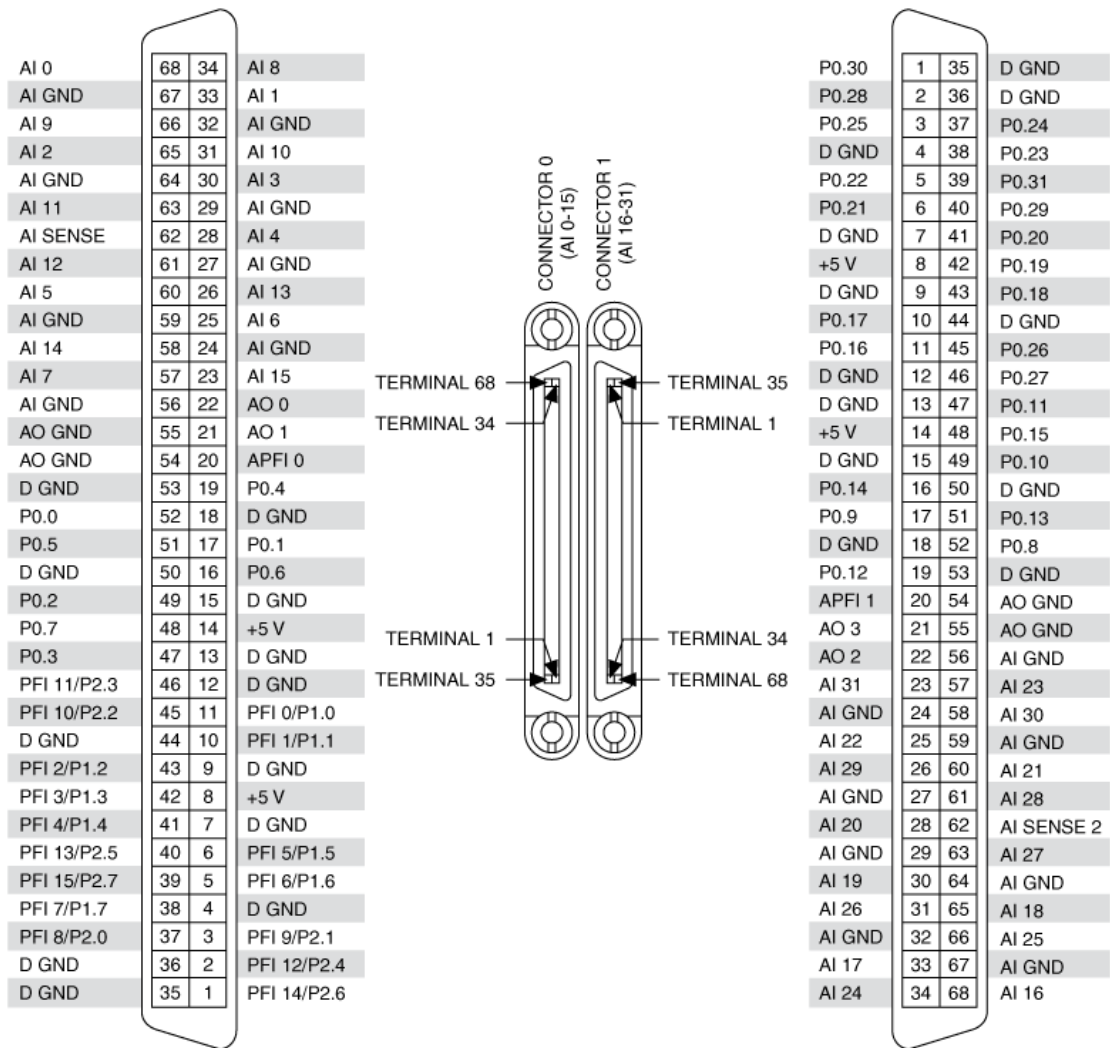 AI 0 68 34 AI 8
AI GND 67 33 AI 1
AI 9 66 32 AI GND
AI 2 65 31 AI 10
AI GND 64 30 AI 3
AI 11 63 29 AI GND
AI SENSE 62 28 AI 4
AI 12 61 27 AI GND
AI 5 60 26 AI 13
AI GND 59 25 AI 6
AI 14 58 24 AI GND
AI 7 57 23 AI 15
AI GND 56 22 AO 0
AO GND 55 21 AO 1
AO GND 54 20 APFI 0
D GND 53 19 P0.4
P0.0 52 18 D GND
P0.5 51 17 P0.1
D GND 50 16 P0.6
P0.2 49 15 D GND
P0.7 48 14 +5 V
P0.3 47 13 D GND
PFI 11/P2.3 46 12 D GND
PFI 10/P2.2 45 11 PFI 0/P1.0
D GND 44 10 PFI 1/P1.1
PFI 2/P1.2 43 9 D GND
PFI 3/P1.3 42 8 +5 V
PFI 4/P1.4 41 7 D GND
PFI 13/P2.5 40 6 PFI 5/P1.5
PFI 15/P2.7 39 5 PFI 6/P1.6
PFI 7/P1.7 38 4 D GND
PFI 8/P2.0 37 3 PFI 9/P2.1
D GND 36 2 PFI 12/P2.4
D GND 35 1 PFI 14/P2.6
CONNECTOR 0
(AI 0-15)
CONNECTOR 1
(AI 16-31)
TERMINAL 68
TERMINAL 34
TERMINAL 35
TERMINAL 1
TERMINAL 1
TERMINAL 35
TERMINAL 34
TERMINAL 68
P0.30 1 35 D GND
P0.28 2 36 D GND
P0.25 3 37 P0.24
D GND 4 38 P0.23
P0.22 5 39 P0.31
P0.21 6 40 P0.29
D GND 7 41 P0.20
+5 V 8 42 P0.19
D GND 9 43 P0.18
P0.17 10 44 D GND
P0.16 11 45 P0.26
D GND 12 46 P0.27
D GND 13 47 P0.11
+5 V 14 48 P0.15
D GND 15 49 P0.10
P0.14 16 50 D GND
P0.9 17 51 P0.13
D GND 18 52 P0.8
P0.12 19 53 D GND
APFI 1 20 54 AO GND
AO 3 21 55 AO GND
AO 2 22 56 AI GND
AI 31 23 57 AI 23
AI GND 24 58 AI 30
AI 22 25 59 AI GND
AI 29 26 60 AI 21
AI GND 27 61 AI 28
AI 20 28 62 AI SENSE 2
AI GND 29 63 AI 27
AI 19 30 64 AI GND
AI 26 31 65 AI 18
AI GND 32 66 AI 25
AI 17 33 67 AI GND
AI 24 34 68 AI 16